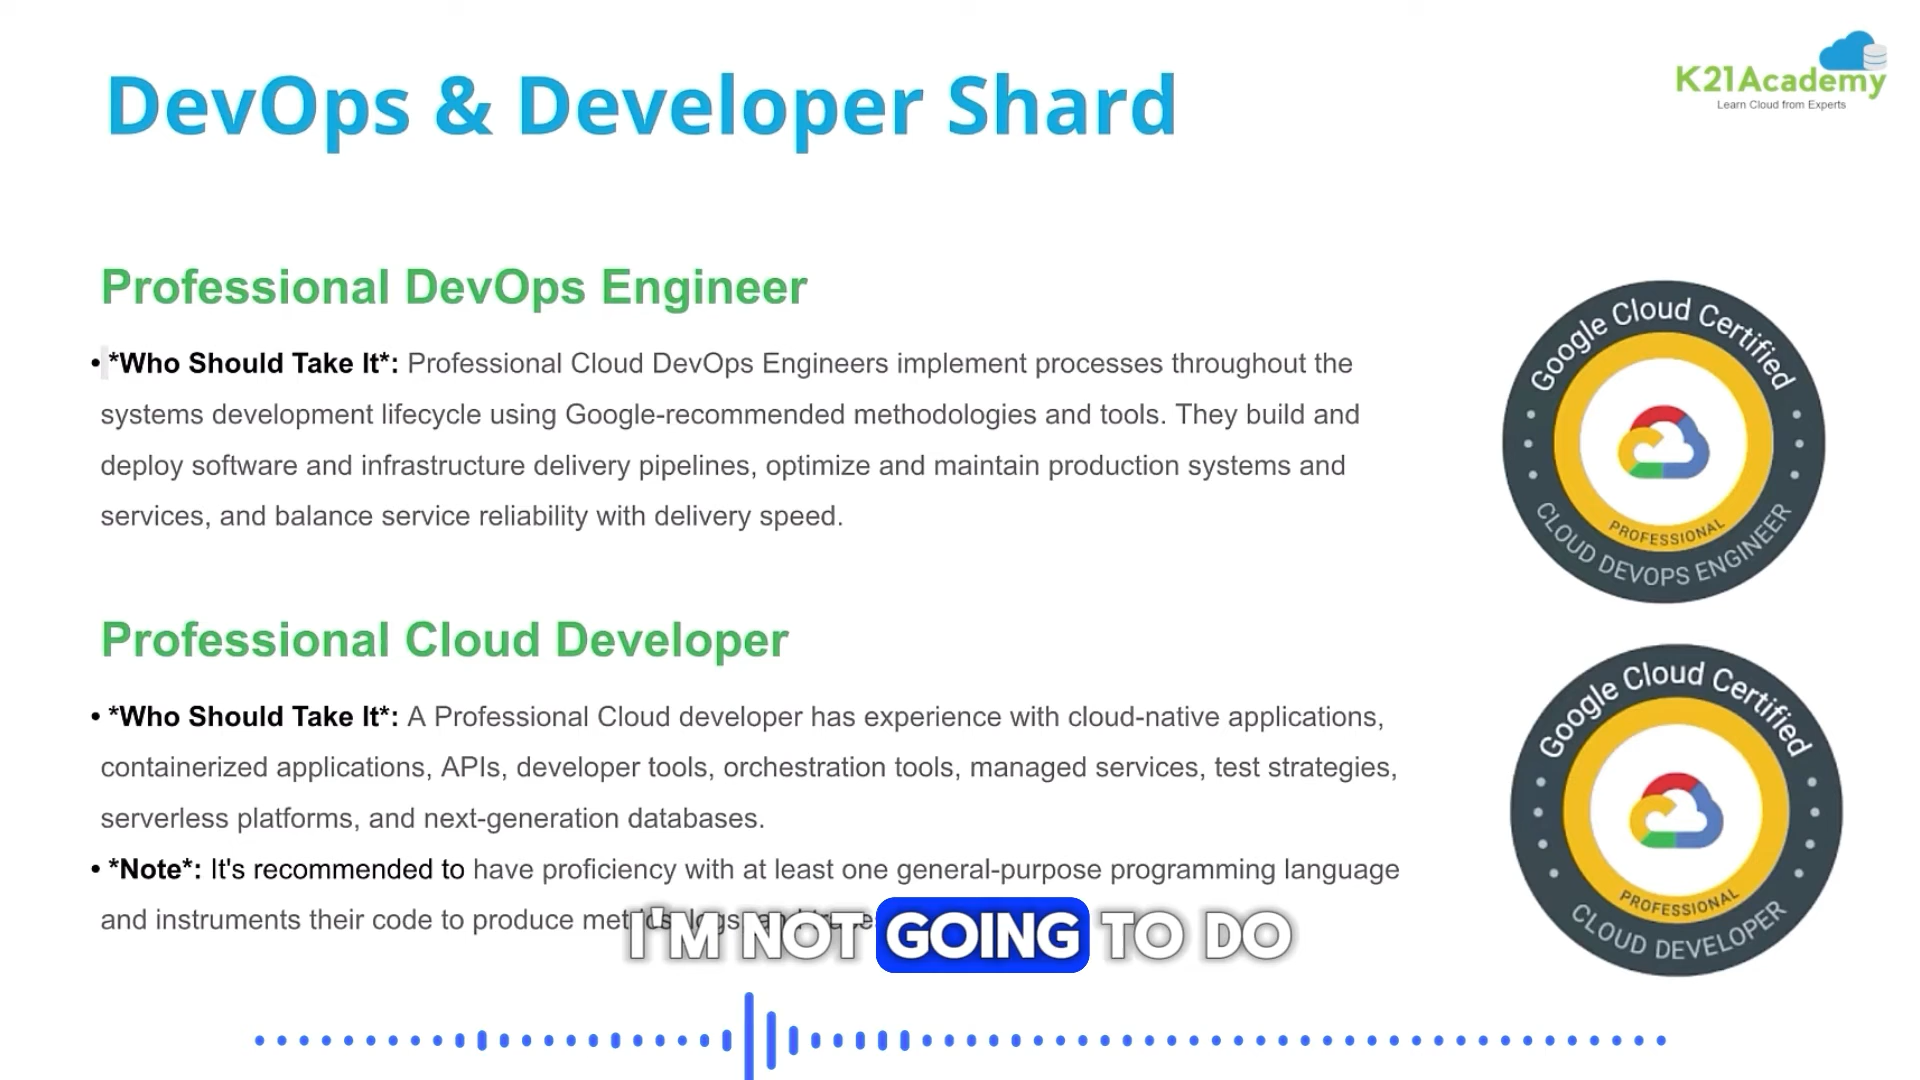 DevOps & Developer Shard
K21Academy
Learn Cloud from Experts
Professional DevOps Engineer
• *Who Should Take It*: Professional Cloud DevOps Engineers implement processes throughout the
systems development lifecycle using Google-recommended methodologies and tools. They build and
deploy software and infrastructure delivery pipelines, optimize and maintain production systems and
services, and balance service reliability with delivery speed.
Google Cloud Certified
PROFESSIONAL
CLOUD DEVOPS ENGINEER
Professional Cloud Developer
• *Who Should Take It*: A Professional Cloud developer has experience with cloud-native applications,
containerized applications, APIs, developer tools, orchestration tools, managed services, test strategies,
serverless platforms, and next-generation databases.
• *Note*: It's recommended to have proficiency with at least one general-purpose programming language
and instruments their code to produce metrics, logs, and
Google Cloud Certified
PROFESSIONAL
CLOUD DEVELOPER
I'M NOT GOING TO DO